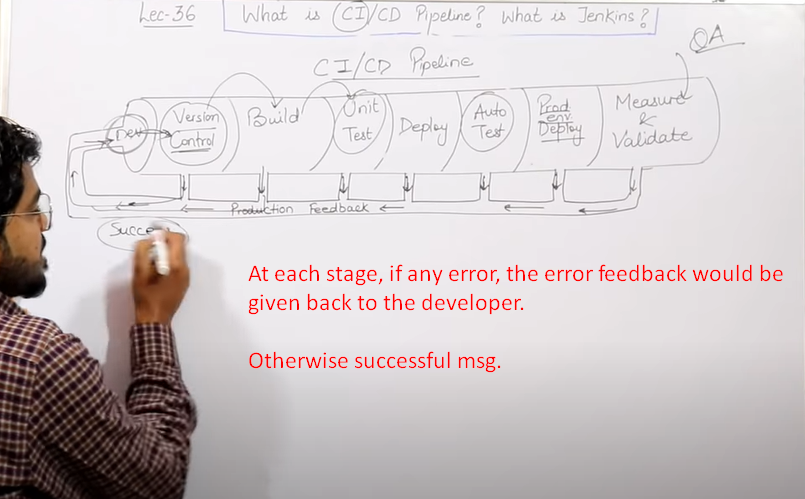 Lec-36
What is CI/CD Pipeline? What is Jenkins?
QA
CI/CD Pipeline
Dev
Version
Control
Build
Unit
Test
Deploy
Auto
Test
Prod
env
Deploy
Measure
&
Validate
Production Feedback
Success
At each stage, if any error, the error feedback would be
given back to the developer.
Otherwise successful msg.